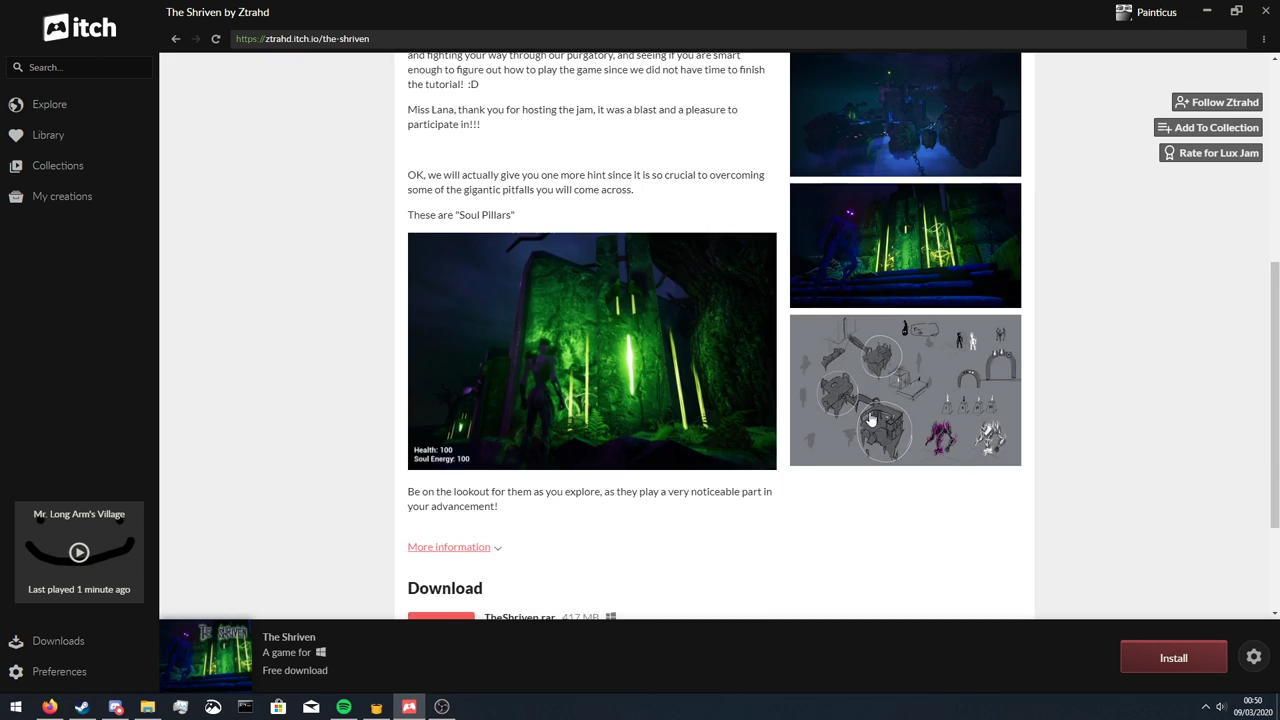 itch
https://ztrahd.itch.io/the-shriven
Search...
Explore
Library
Collections
My creations
Mr. Long Arm's Village
Last played 1 minute ago
Downloads
Preferences
and fighting your way through our purgatory, and seeing if you are smart
enough to figure out how to play the game since we did not have time to finish
the tutorial!  :D
Miss Lana, thank you for hosting the jam, it was a blast and a pleasure to
participate in!!!
OK, we will actually give you one more hint since it is so crucial to overcoming
some of the gigantic pitfalls you will come across.
These are "Soul Pillars"
Health: 100
Soul Energy: 100
Be on the lookout for them as you explore, as they play a very noticeable part in
your advancement!
More information
Download
TheShriven.rar 417 MB
Follow Ztrahd
Add To Collection
Rate for Lux Jam
The Shriven
The Shriven
A game for
Free download
Install
00:50
09/03/2020